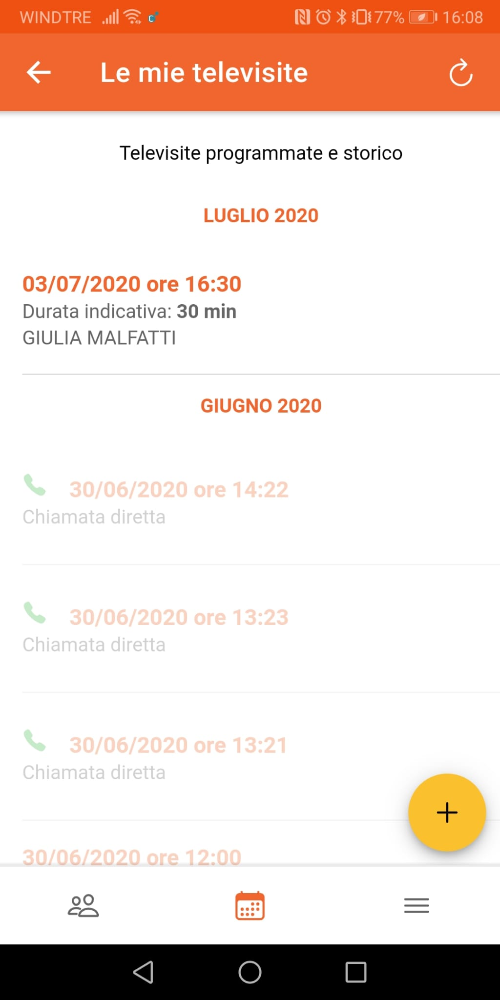 WINDTRE 77% 16:08
Le mie televisite
Televisite programmate e storico
LUGLIO 2020
03/07/2020 ore 16:30
Durata indicativa: 30 min
GIULIA MALFATTI
GIUGNO 2020
30/06/2020 ore 14:22
Chiamata diretta
30/06/2020 ore 13:23
Chiamata diretta
30/06/2020 ore 13:21
Chiamata diretta
30/06/2020 ore 12:00